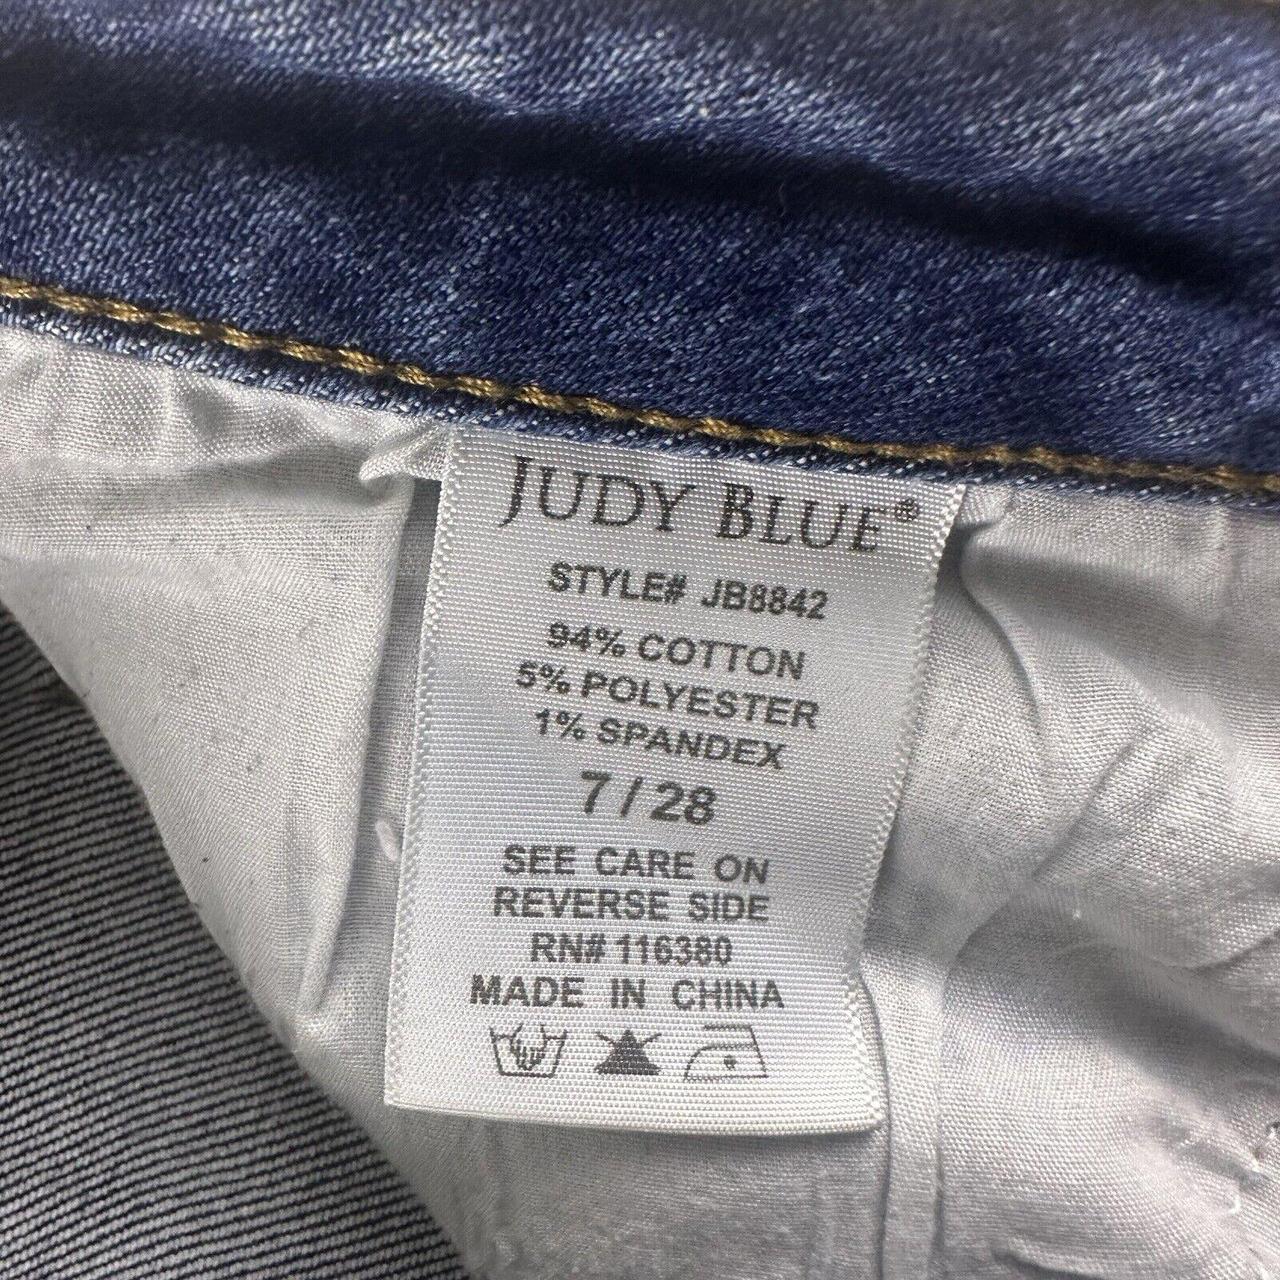 JUDY BLUE®
STYLE# JB8842
94% COTTON
5% POLYESTER
1% SPANDEX
7 / 28
SEE CARE ON
REVERSE SIDE
RN# 116380
MADE IN CHINA